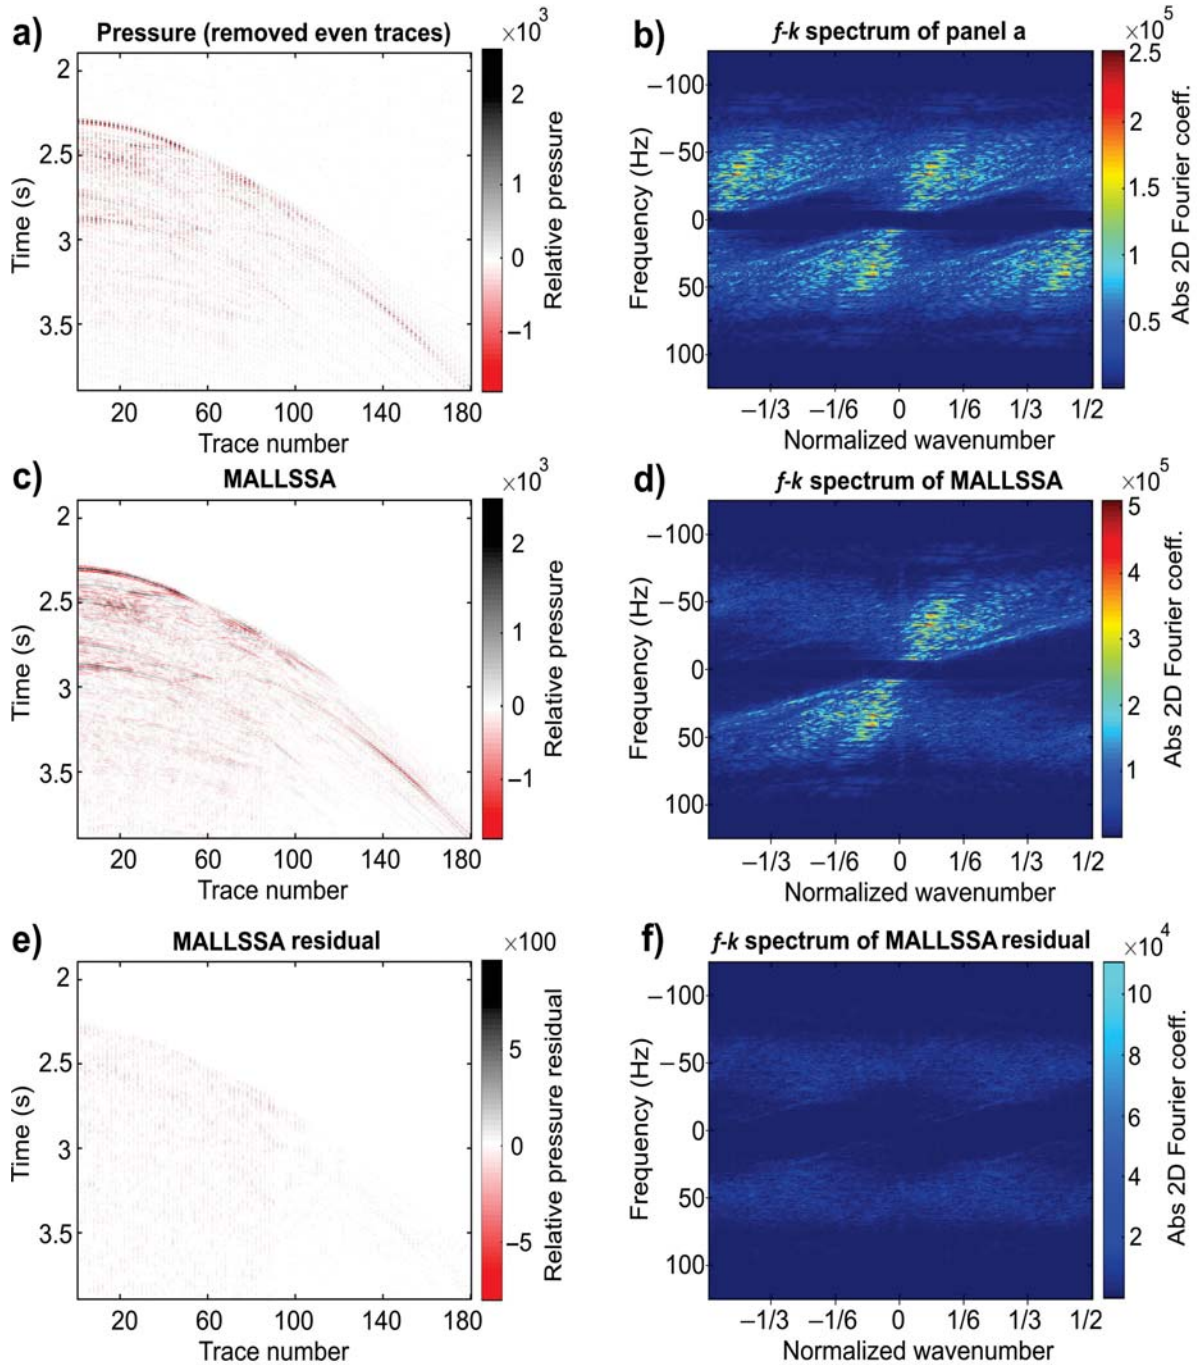 a)
Pressure (removed even traces)
×10³
2
2.5
3
3.5
Time (s)
20 60 100 140 180
Trace number
2
1
0
−1
Relative pressure
b)
f-k spectrum of panel a
×10⁵
−100
−50
0
50
100
Frequency (Hz)
−1/3 −1/6 0 1/6 1/3 1/2
Normalized wavenumber
2.5
2
1.5
1
0.5
Abs 2D Fourier coeff.
c)
MALLSSA
×10³
2
2.5
3
3.5
Time (s)
20 60 100 140 180
Trace number
2
1
0
−1
Relative pressure
d)
f-k spectrum of MALLSSA
×10⁵
−100
−50
0
50
100
Frequency (Hz)
−1/3 −1/6 0 1/6 1/3 1/2
Normalized wavenumber
5
4
3
2
1
Abs 2D Fourier coeff.
e)
MALLSSA residual
×100
2
2.5
3
3.5
Time (s)
20 60 100 140 180
Trace number
5
0
−5
Relative pressure residual
f)
f-k spectrum of MALLSSA residual
×10⁴
−100
−50
0
50
100
Frequency (Hz)
−1/3 −1/6 0 1/6 1/3 1/2
Normalized wavenumber
10
8
6
4
2
Abs 2D Fourier coeff.